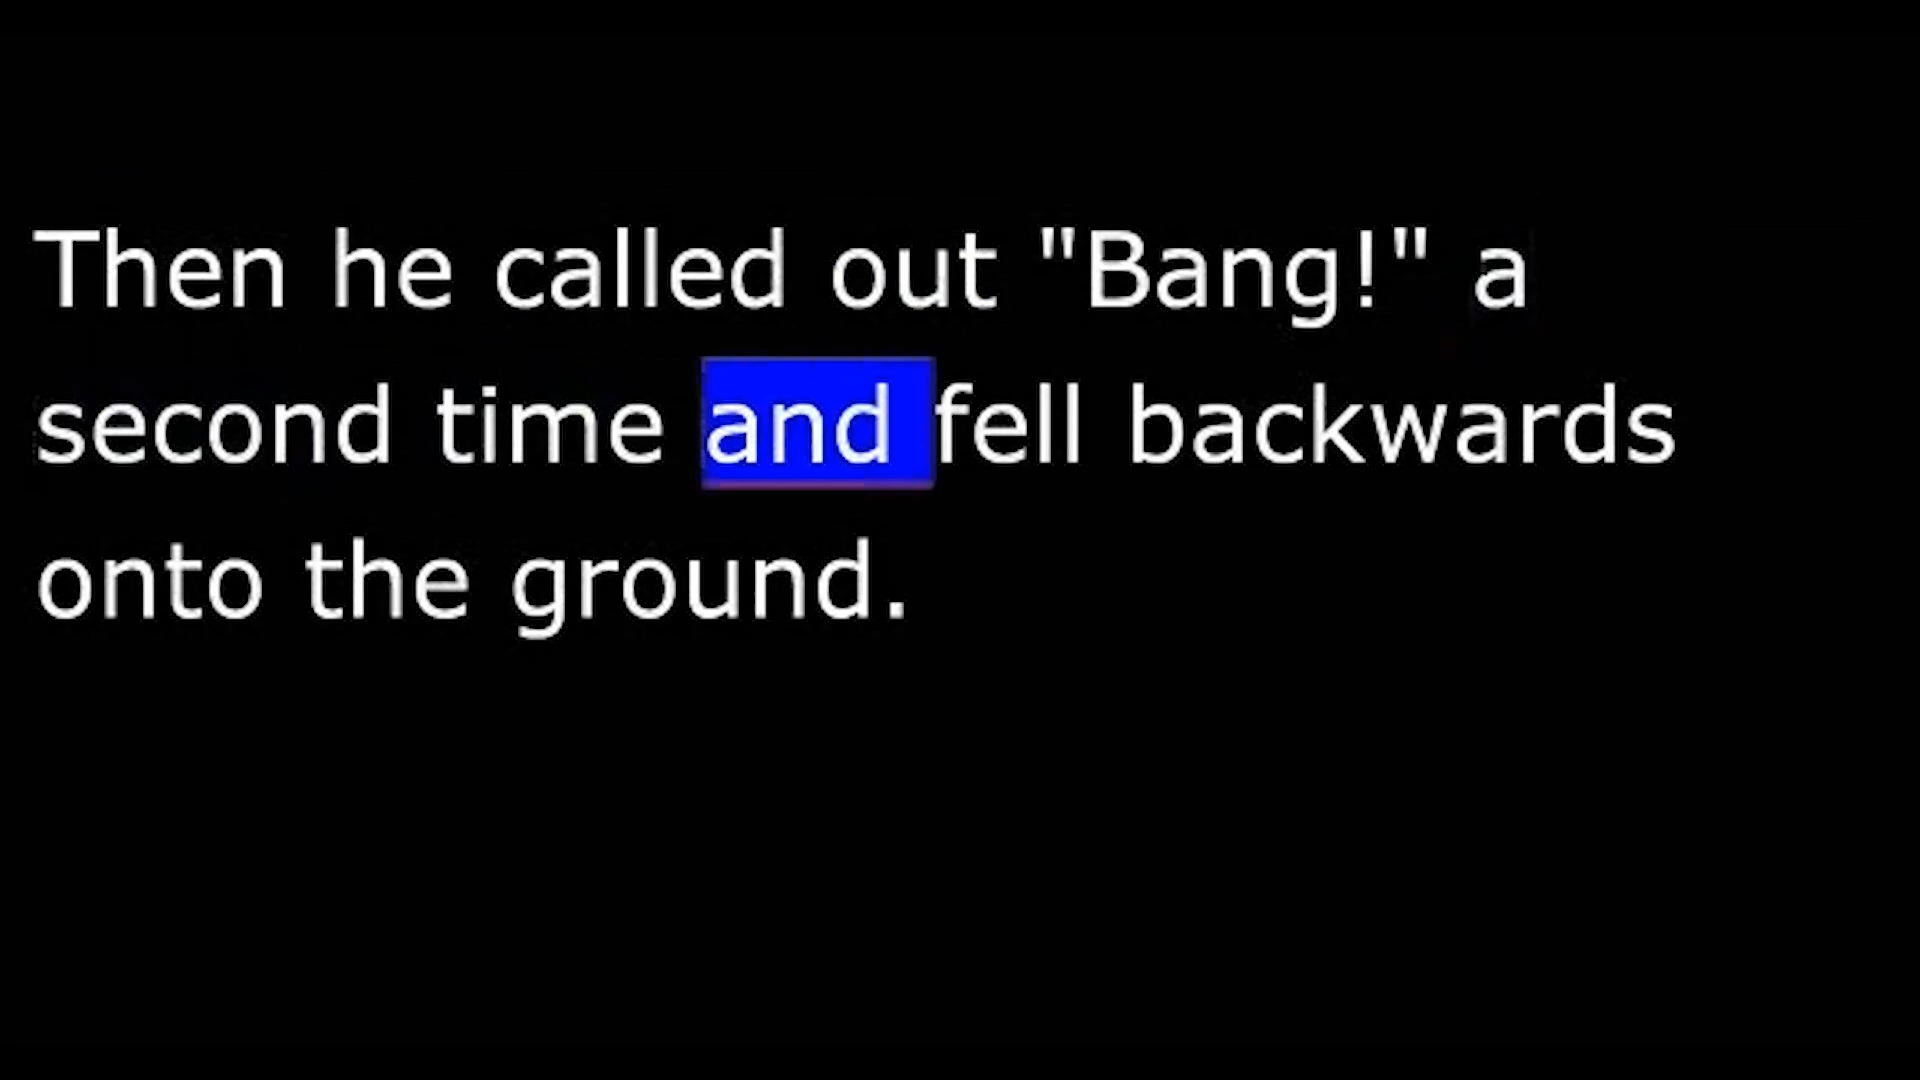 Then he called out "Bang!" a
second time and fell backwards
onto the ground.